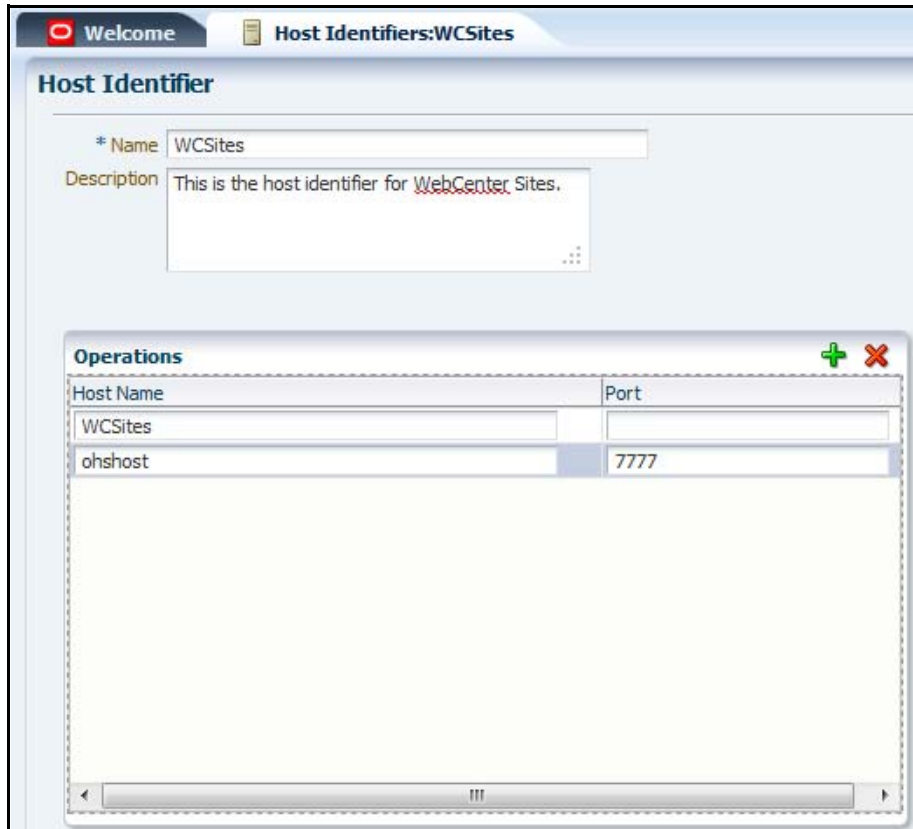 Welcome
Host Identifiers:WCSites
Host Identifier
* Name WCSites
Description This is the host identifier for WebCenter Sites.
Operations
Host Name Port
WCSites
ohshost 7777